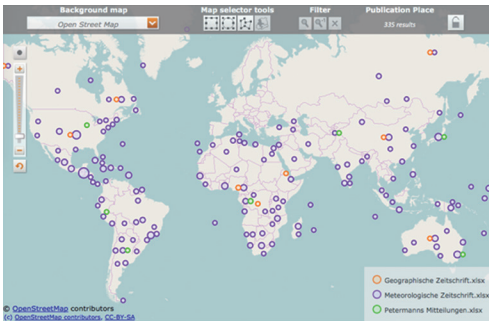 Background map
Map selector tools
Filter
Publication Place
Open Street Map
335 results
Geographische Zeitschrift.xlsx
Meteorologische Zeitschrift.xlsx
Petermanns Mitteilungen.xlsx
© OpenStreetMap contributors
(c) OpenStreetMap contributors, CC-BY-SA